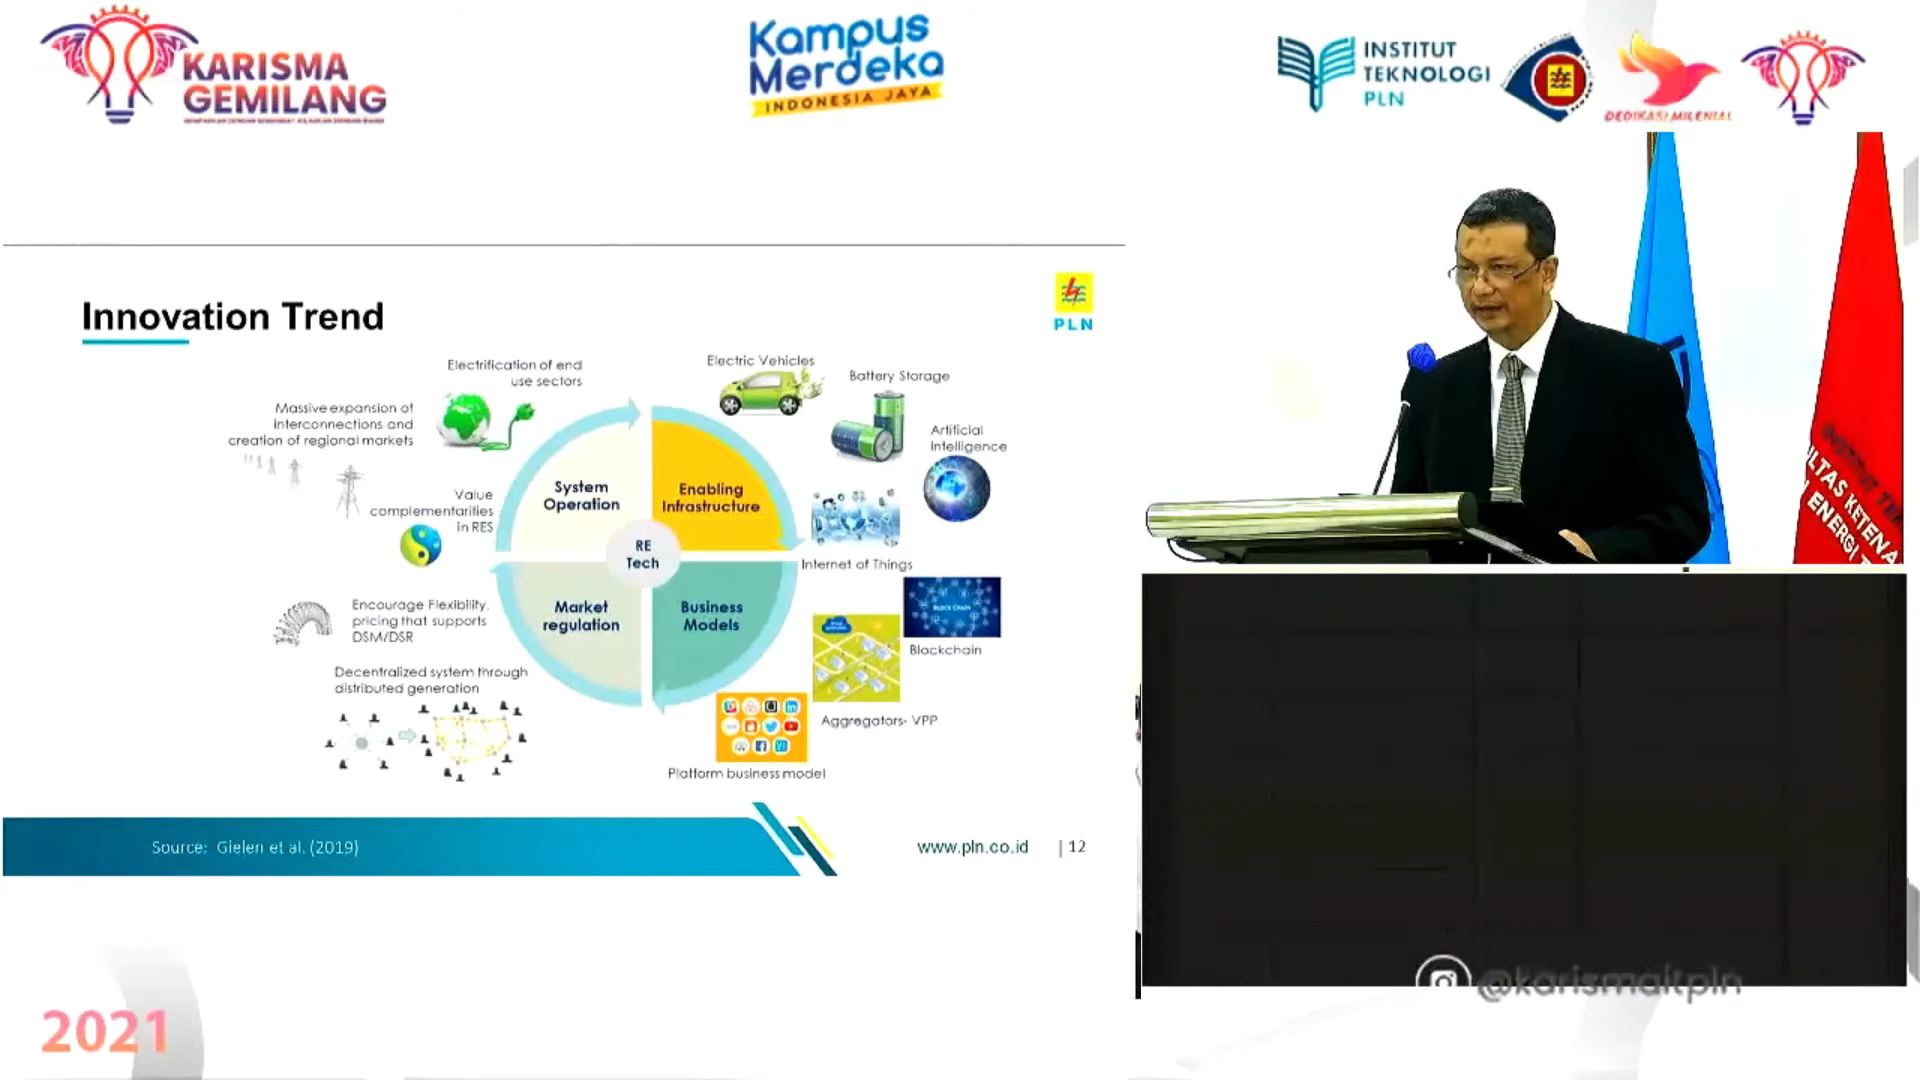 KARISMA
GEMILANG
Kampus
Merdeka
INDONESIA JAYA
INSTITUT
TEKNOLOGI
PLN
DEDIKASI MILENIAL
Innovation Trend
PLN
Electrification of end
use sectors
Electric Vehicles
Battery Storage
Massive expansion of
interconnections and
creation of regional markets
Artificial
Intelligence
Value
complementarities
in RES
System
Operation
Enabling
Infrastructure
RE
Tech
Internet of Things
Market
regulation
Business
Models
Encourage Flexibility,
pricing that supports
DSM/DSR
BLOCK CHAIN
Blockchain
Decentralized system through
distributed generation
Aggregators- VPP
Platform business model
Source: Gielen et al. (2019)
www.pln.co.id
| 12
@karismaitpln
2021